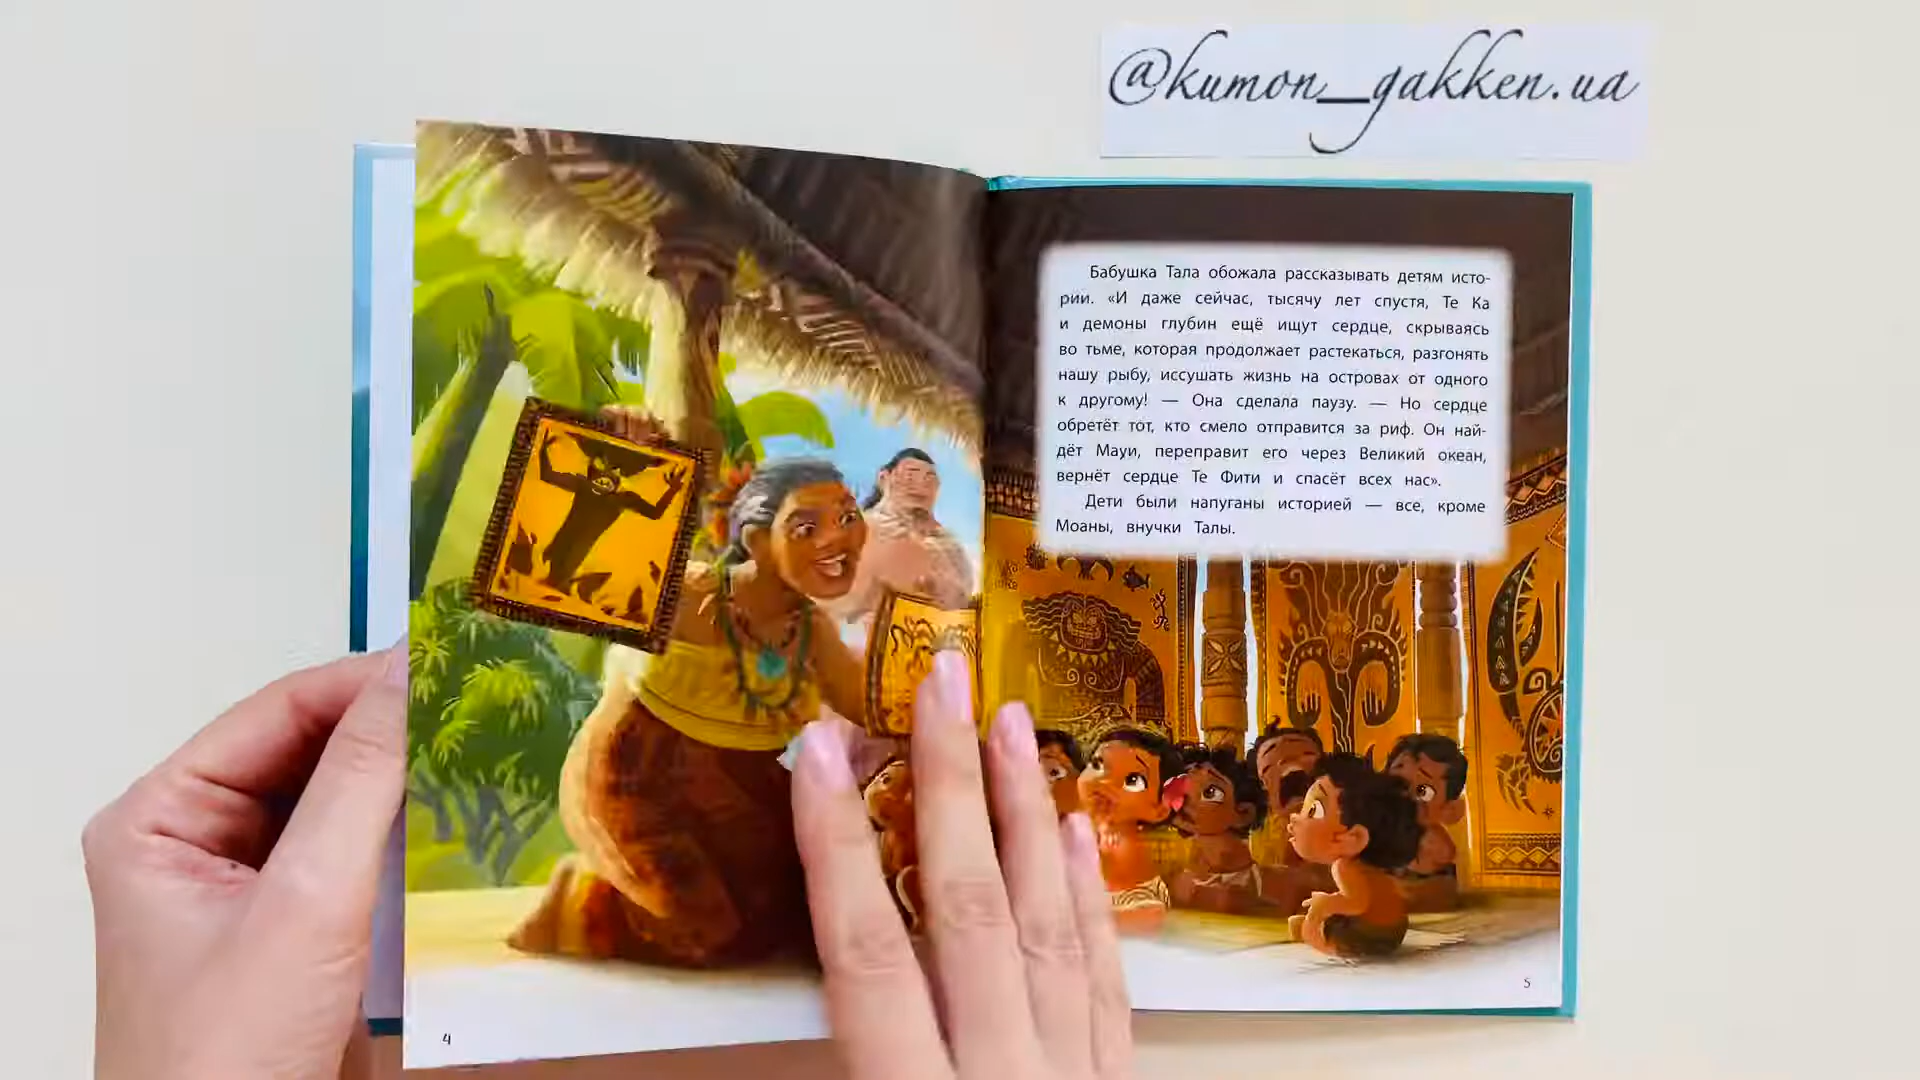 @kumon_gakken.ua
Бабушка Тала обожала рассказывать детям исто-
рии. «И даже сейчас, тысячу лет спустя, Те Ка
и демоны глубин ещё ищут сердце, скрываясь
во тьме, которая продолжает растекаться, разгонять
нашу рыбу, иссушать жизнь на островах от одного
к другому! — Она сделала паузу. — Но сердце
обретёт тот, кто смело отправится за риф. Он най-
дёт Мауи, переправит его через Великий океан,
вернёт сердце Те Фити и спасёт всех нас».
Дети были напуганы историей — все, кроме
Моаны, внучки Талы.
4
5